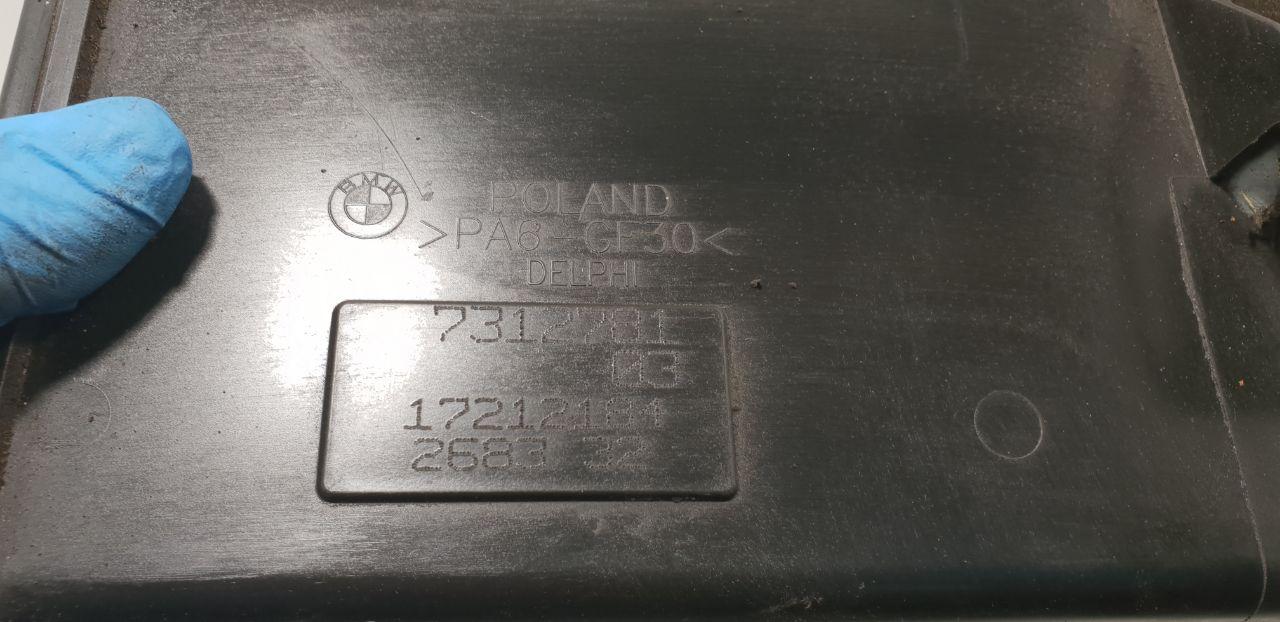 BMW
POLAND
>PA6-GF30<
DELPHI
7312781
03
17212184
2683 32